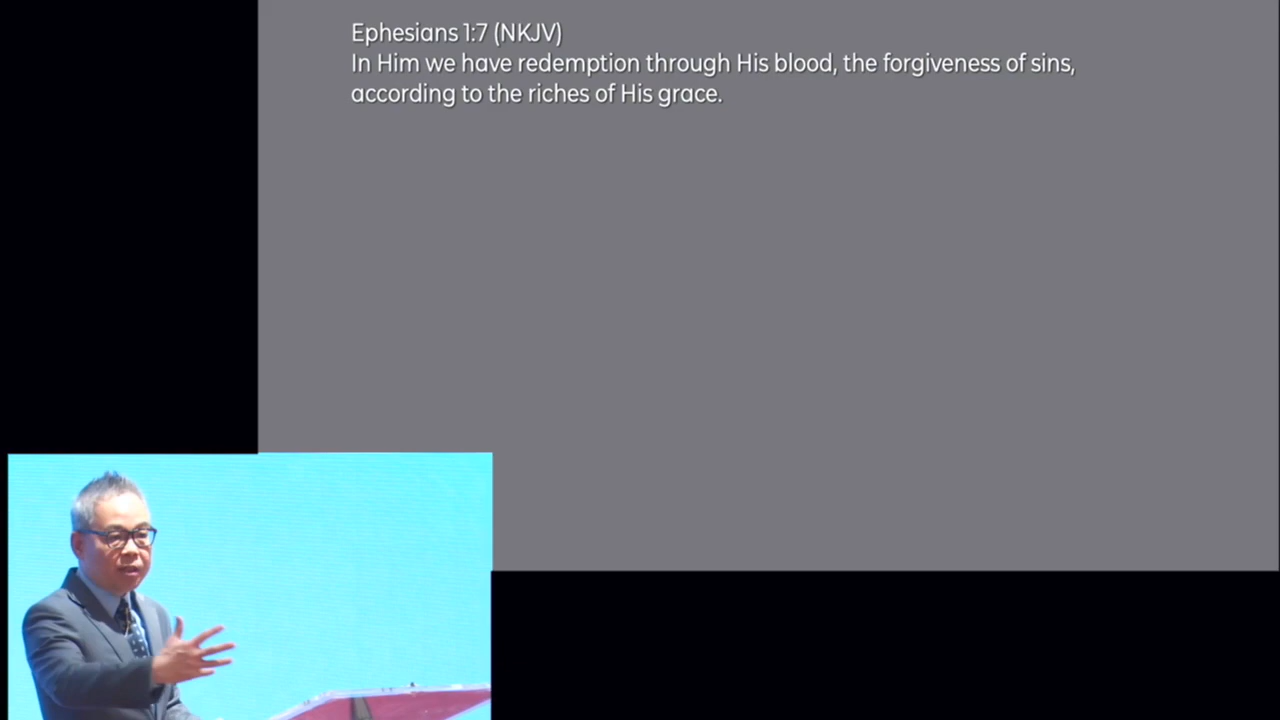 Ephesians 1:7 (NKJV)
In Him we have redemption through His blood, the forgiveness of sins,
according to the riches of His grace.